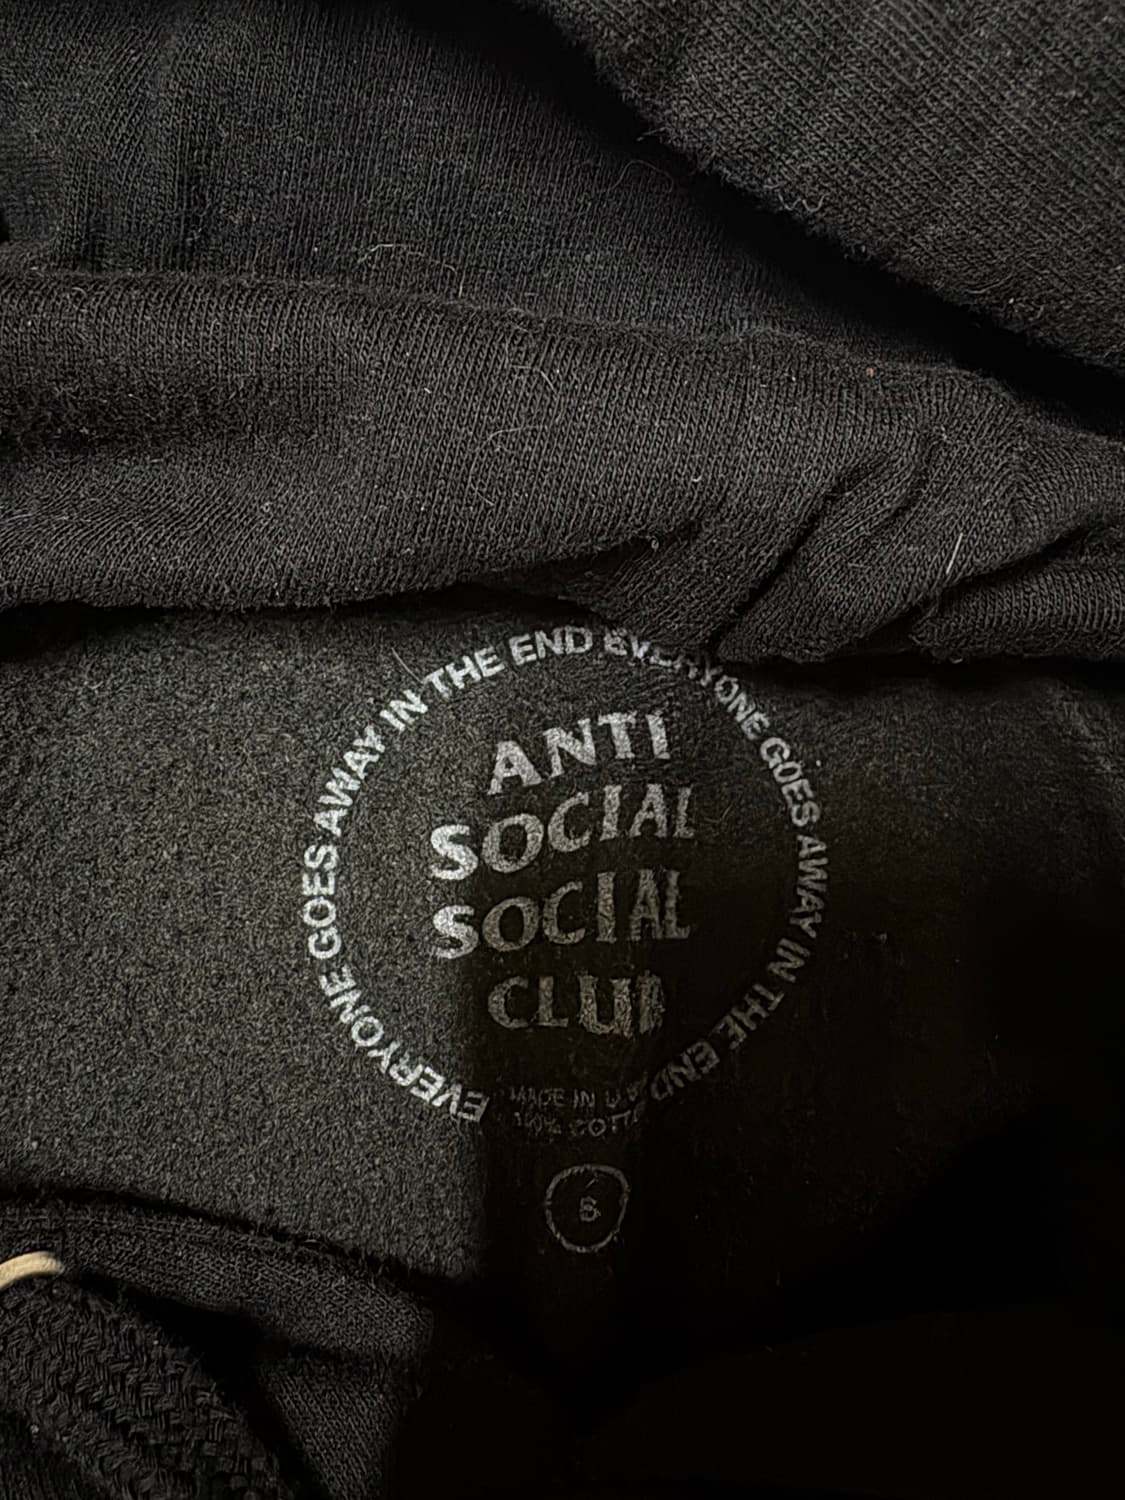 EVERYONE GOES AWAY IN THE END EVERYONE GOES AWAY IN THE END
ANTI
SOCIAL
SOCIAL
CLUB
MADE IN